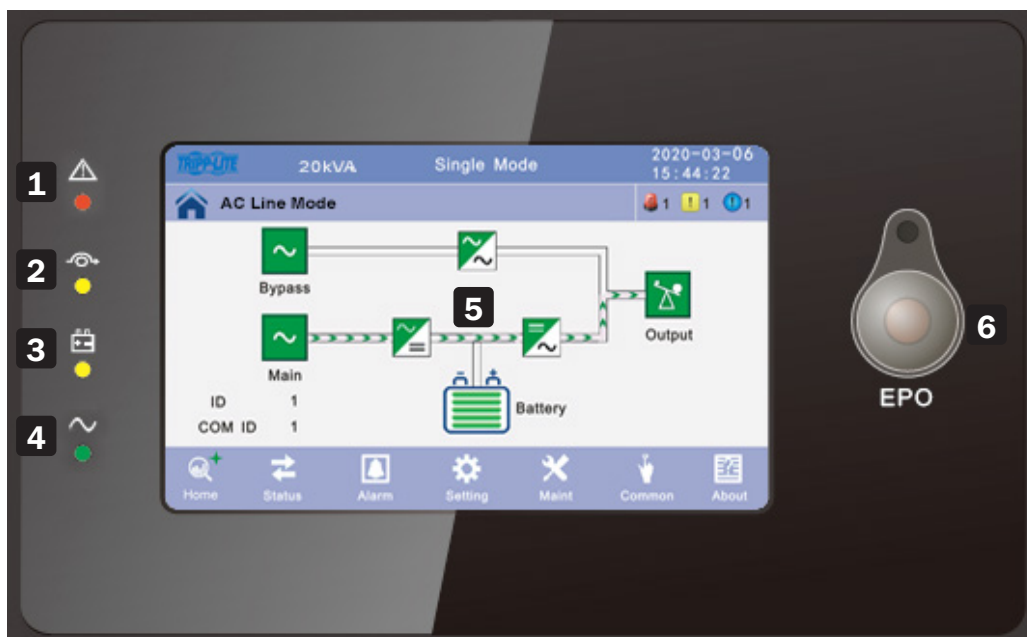 TRIPP-LITE 20kVA Single Mode 2020-03-06
15:44:22
AC Line Mode 1 1 1
1
2
3
4
5
6
Bypass
Main
Output
Battery
ID 1
COM ID 1
EPO
Home Status Alarm Setting Maint Common About